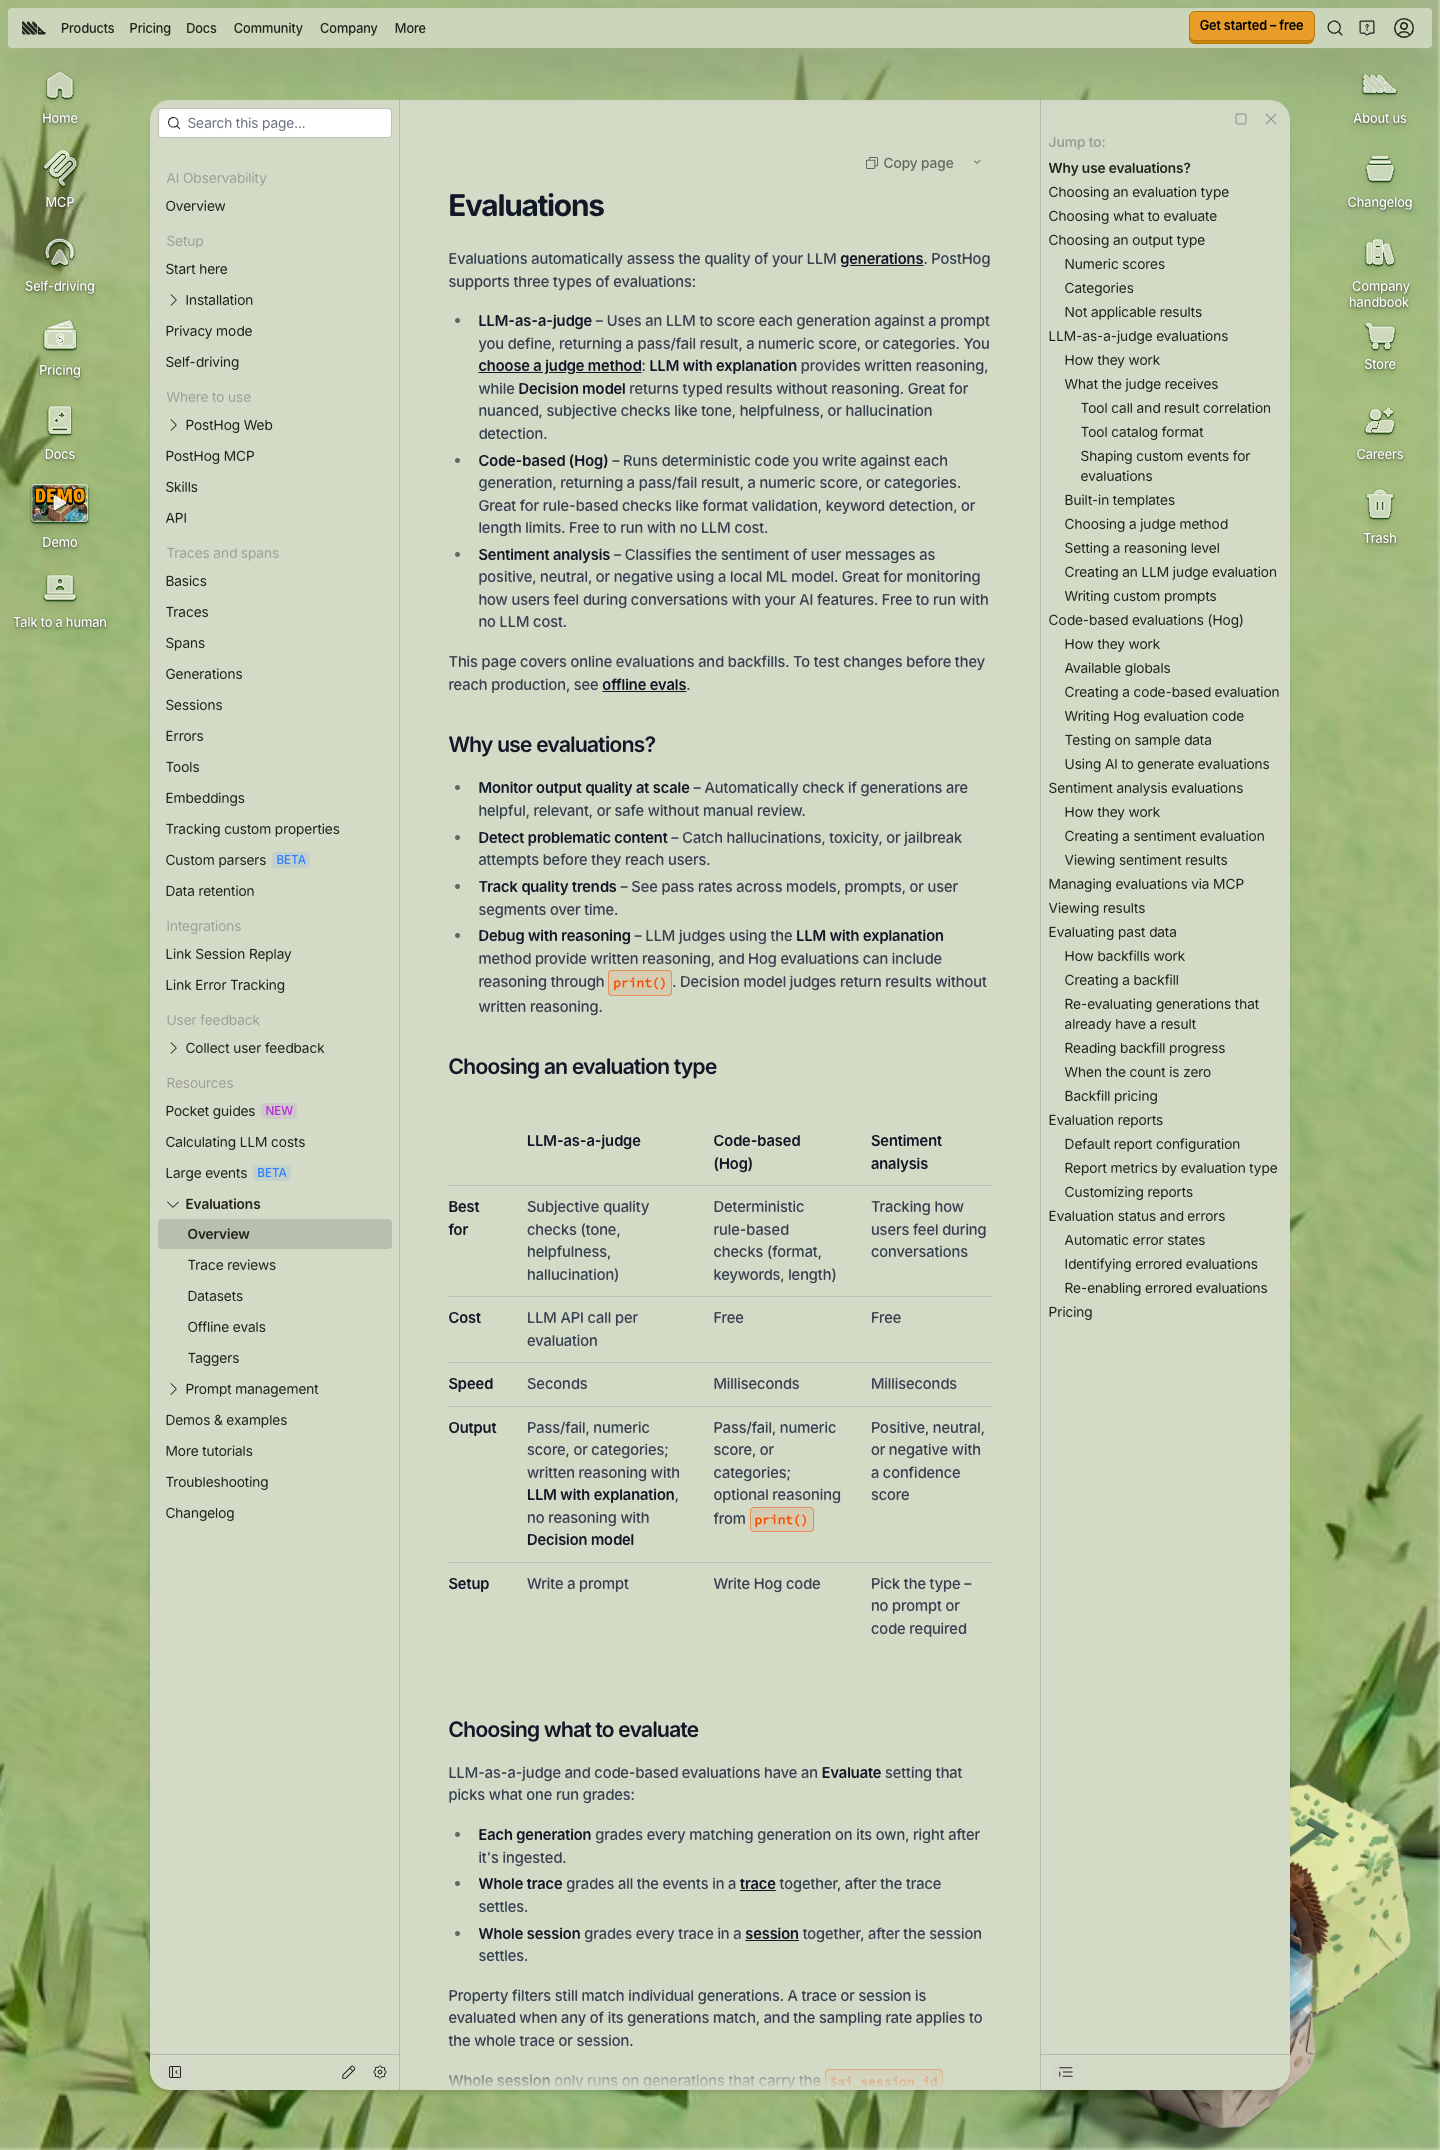 Products Pricing Docs Community Company More Get started – free
Home
MCP
Self-driving
Pricing
Docs
DEMO
Demo
Talk to a human
Search this page...
AI Observability
Overview
Setup
Start here
Installation
Privacy mode
Self-driving
Where to use
PostHog Web
PostHog MCP
Skills
API
Traces and spans
Basics
Traces
Spans
Generations
Sessions
Errors
Tools
Embeddings
Tracking custom properties
Custom parsers BETA
Data retention
Integrations
Link Session Replay
Link Error Tracking
User feedback
Collect user feedback
Resources
Pocket guides NEW
Calculating LLM costs
Large events BETA
Evaluations
Overview
Trace reviews
Datasets
Offline evals
Taggers
Prompt management
Demos & examples
More tutorials
Troubleshooting
Changelog
Copy page
Evaluations
Evaluations automatically assess the quality of your LLM generations. PostHog
supports three types of evaluations:
LLM-as-a-judge – Uses an LLM to score each generation against a prompt
you define, returning a pass/fail result, a numeric score, or categories. You
choose a judge method: LLM with explanation provides written reasoning,
while Decision model returns typed results without reasoning. Great for
nuanced, subjective checks like tone, helpfulness, or hallucination
detection.
Code-based (Hog) – Runs deterministic code you write against each
generation, returning a pass/fail result, a numeric score, or categories.
Great for rule-based checks like format validation, keyword detection, or
length limits. Free to run with no LLM cost.
Sentiment analysis – Classifies the sentiment of user messages as
positive, neutral, or negative using a local ML model. Great for monitoring
how users feel during conversations with your AI features. Free to run with
no LLM cost.
This page covers online evaluations and backfills. To test changes before they
reach production, see offline evals.
Why use evaluations?
Monitor output quality at scale – Automatically check if generations are
helpful, relevant, or safe without manual review.
Detect problematic content – Catch hallucinations, toxicity, or jailbreak
attempts before they reach users.
Track quality trends – See pass rates across models, prompts, or user
segments over time.
Debug with reasoning – LLM judges using the LLM with explanation
method provide written reasoning, and Hog evaluations can include
reasoning through print(). Decision model judges return results without
written reasoning.
Choosing an evaluation type
LLM-as-a-judge
Code-based
(Hog)
Sentiment
analysis
Best
for
Subjective quality
checks (tone,
helpfulness,
hallucination)
Deterministic
rule-based
checks (format,
keywords, length)
Tracking how
users feel during
conversations
Cost
LLM API call per
evaluation
Free
Free
Speed
Seconds
Milliseconds
Milliseconds
Output
Pass/fail, numeric
score, or categories;
written reasoning with
LLM with explanation,
no reasoning with
Decision model
Pass/fail, numeric
score, or
categories;
optional reasoning
from print()
Positive, neutral,
or negative with
a confidence
score
Setup
Write a prompt
Write Hog code
Pick the type –
no prompt or
code required
Choosing what to evaluate
LLM-as-a-judge and code-based evaluations have an Evaluate setting that
picks what one run grades:
Each generation grades every matching generation on its own, right after
it's ingested.
Whole trace grades all the events in a trace together, after the trace
settles.
Whole session grades every trace in a session together, after the session
settles.
Property filters still match individual generations. A trace or session is
evaluated when any of its generations match, and the sampling rate applies to
the whole trace or session.
Whole session only runs on generations that carry the $ai_session_id
Jump to:
Why use evaluations?
Choosing an evaluation type
Choosing what to evaluate
Choosing an output type
Numeric scores
Categories
Not applicable results
LLM-as-a-judge evaluations
How they work
What the judge receives
Tool call and result correlation
Tool catalog format
Shaping custom events for
evaluations
Built-in templates
Choosing a judge method
Setting a reasoning level
Creating an LLM judge evaluation
Writing custom prompts
Code-based evaluations (Hog)
How they work
Available globals
Creating a code-based evaluation
Writing Hog evaluation code
Testing on sample data
Using AI to generate evaluations
Sentiment analysis evaluations
How they work
Creating a sentiment evaluation
Viewing sentiment results
Managing evaluations via MCP
Viewing results
Evaluating past data
How backfills work
Creating a backfill
Re-evaluating generations that
already have a result
Reading backfill progress
When the count is zero
Backfill pricing
Evaluation reports
Default report configuration
Report metrics by evaluation type
Customizing reports
Evaluation status and errors
Automatic error states
Identifying errored evaluations
Re-enabling errored evaluations
Pricing
About us
Changelog
Company
handbook
Store
Careers
Trash